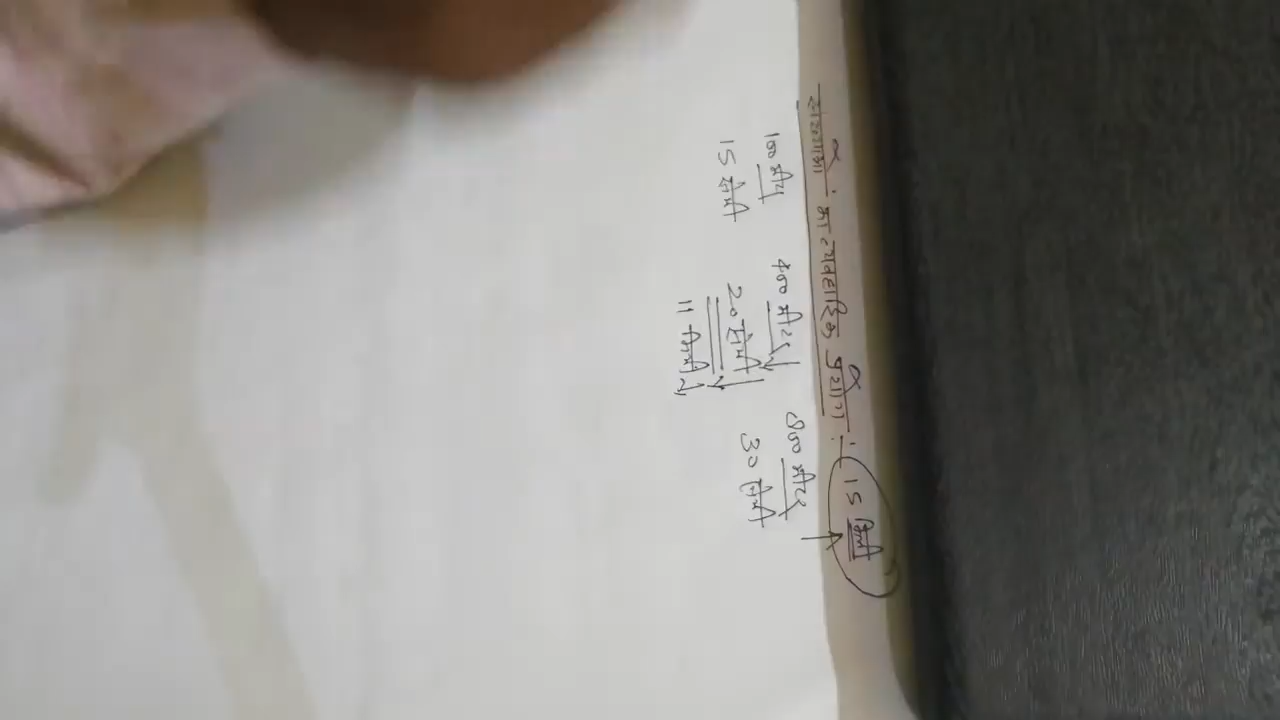 संख्याओं का व्यावहारिक प्रयोग :- 15 किमी
100 मीटर 400 मीटर 800 मीटर
15 सेमी 20 सेमी 30 सेमी
11 किमी